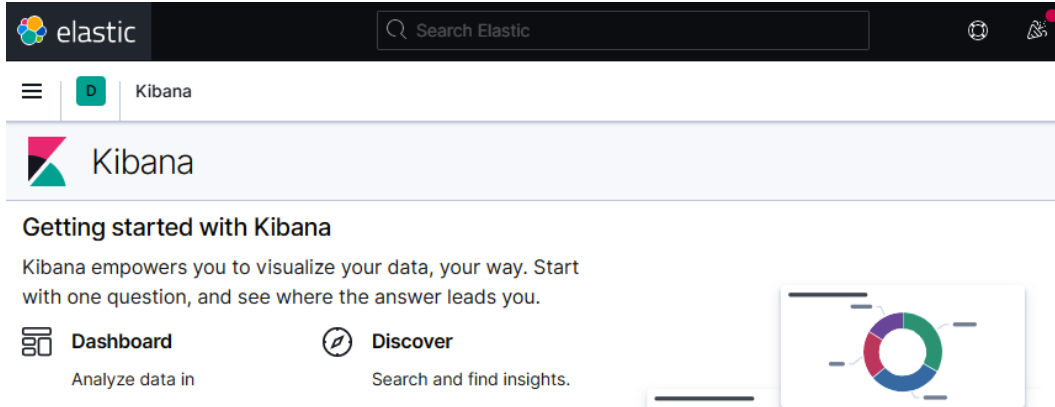 elastic
Search Elastic
D
Kibana
Kibana
Getting started with Kibana
Kibana empowers you to visualize your data, your way. Start
with one question, and see where the answer leads you.
Dashboard
Analyze data in
Discover
Search and find insights.